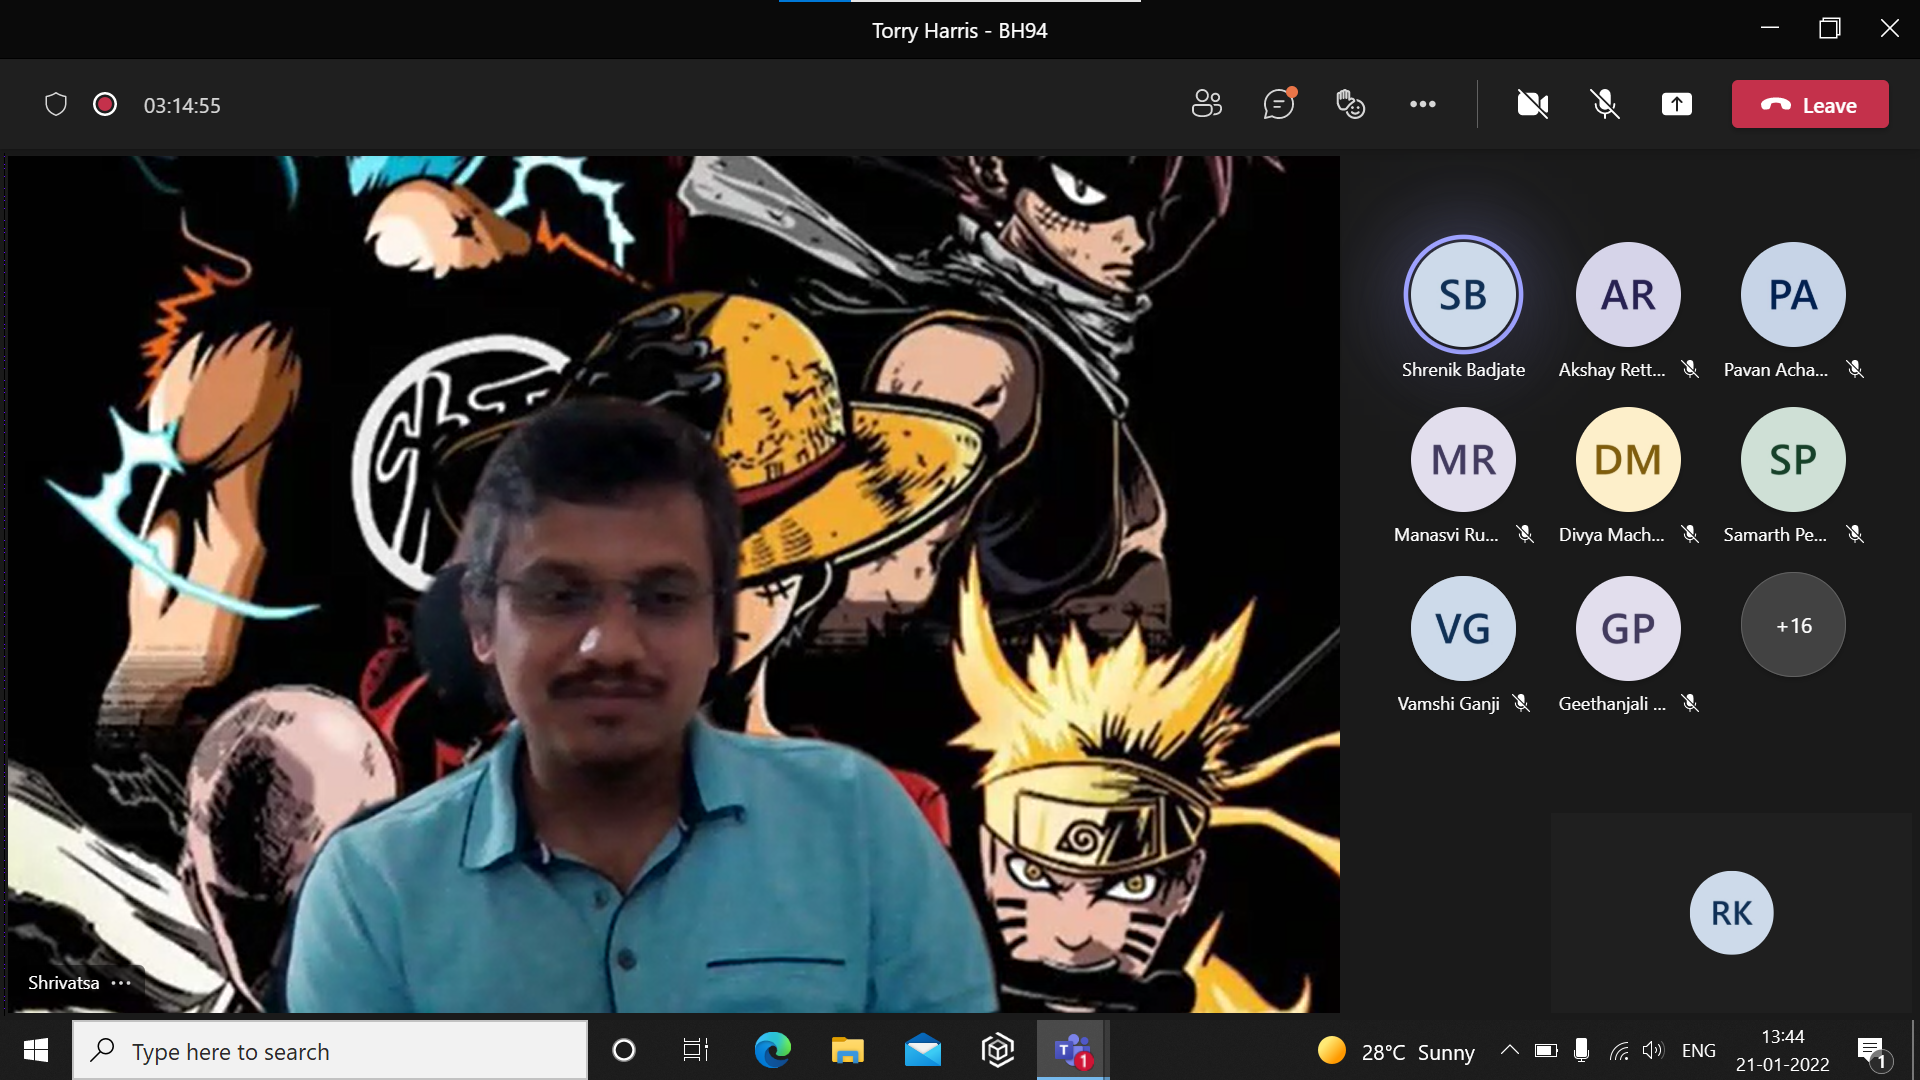 Torry Harris - BH94
03:14:55
Leave
SB
AR
PA
Shrenik Badjate
Akshay Rett...
Pavan Acha...
MR
DM
SP
Manasvi Ru...
Divya Mach...
Samarth Pe...
VG
GP
+16
Vamshi Ganji
Geethanjali ...
RK
Shrivatsa
Type here to search
T
1
28°C Sunny
ENG
13:44
21-01-2022
1